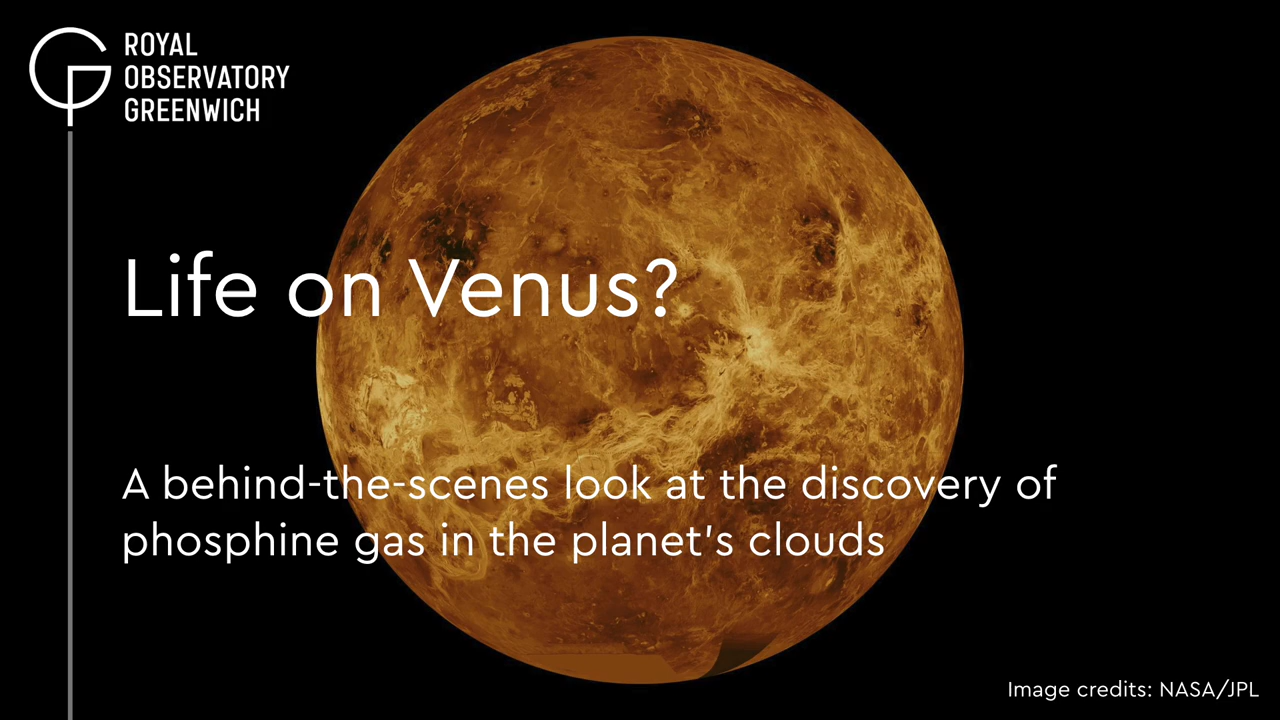 ROYAL
OBSERVATORY
GREENWICH
Life on Venus?
A behind-the-scenes look at the discovery of
phosphine gas in the planet's clouds
Image credits: NASA/JPL